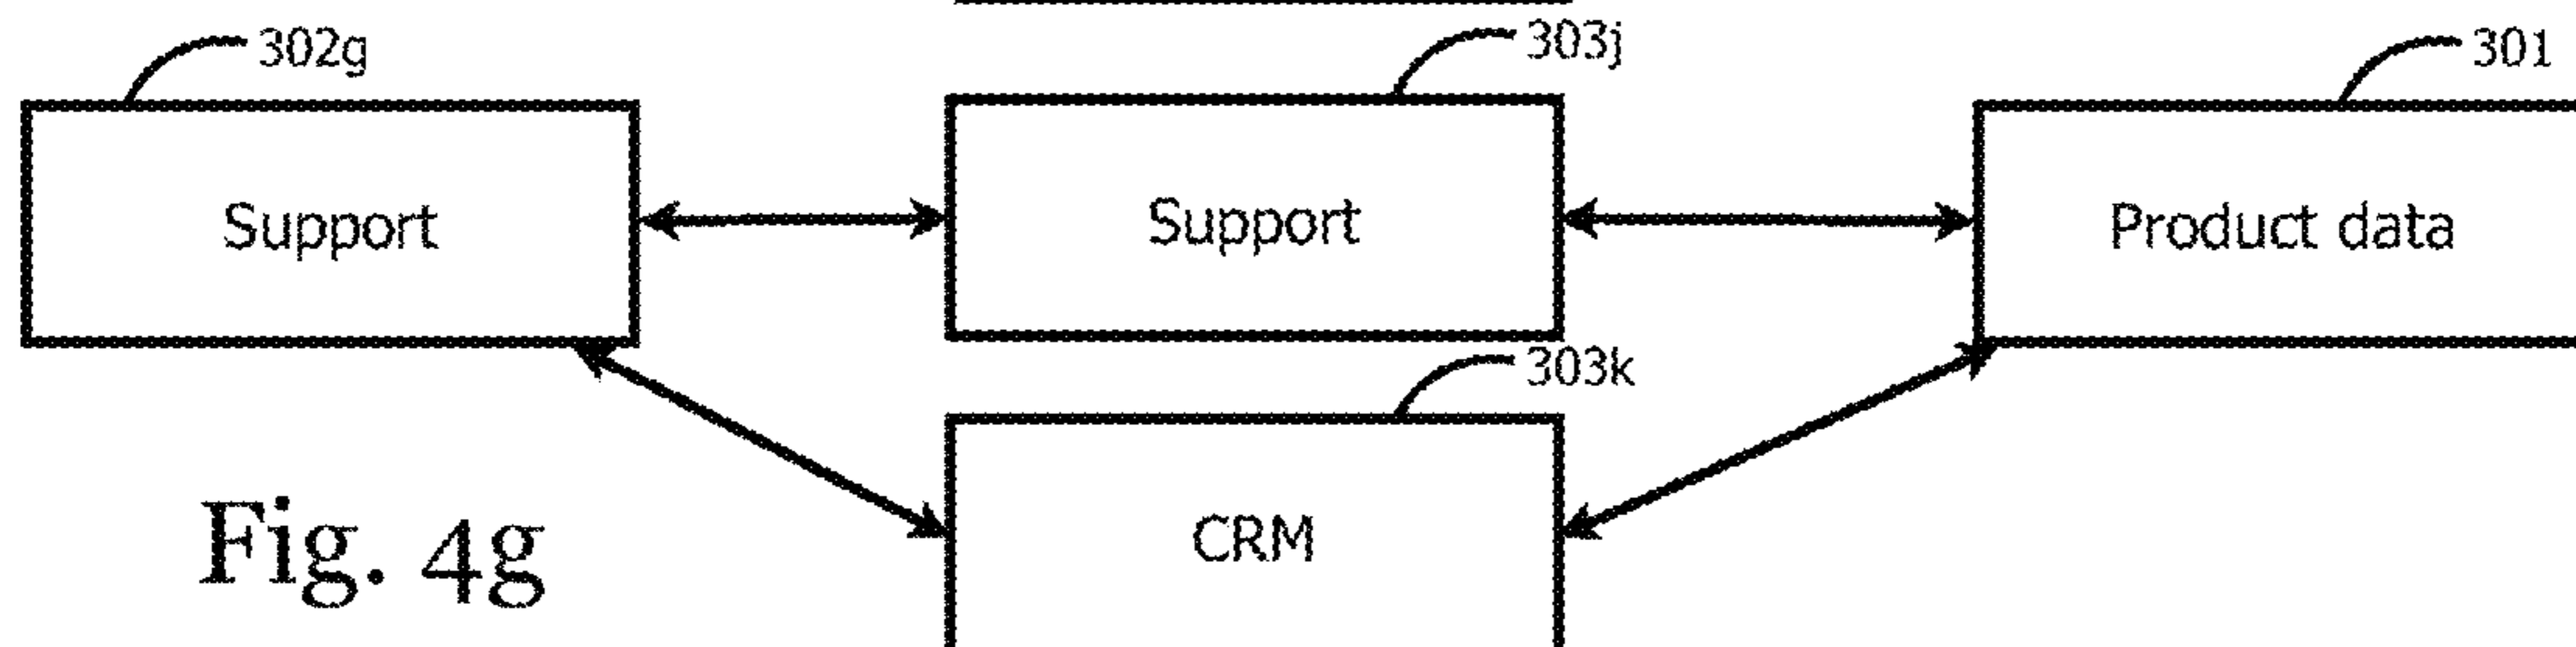 302g
303j
301
Support
Support
Product data
303k
CRM
Fig. 4g